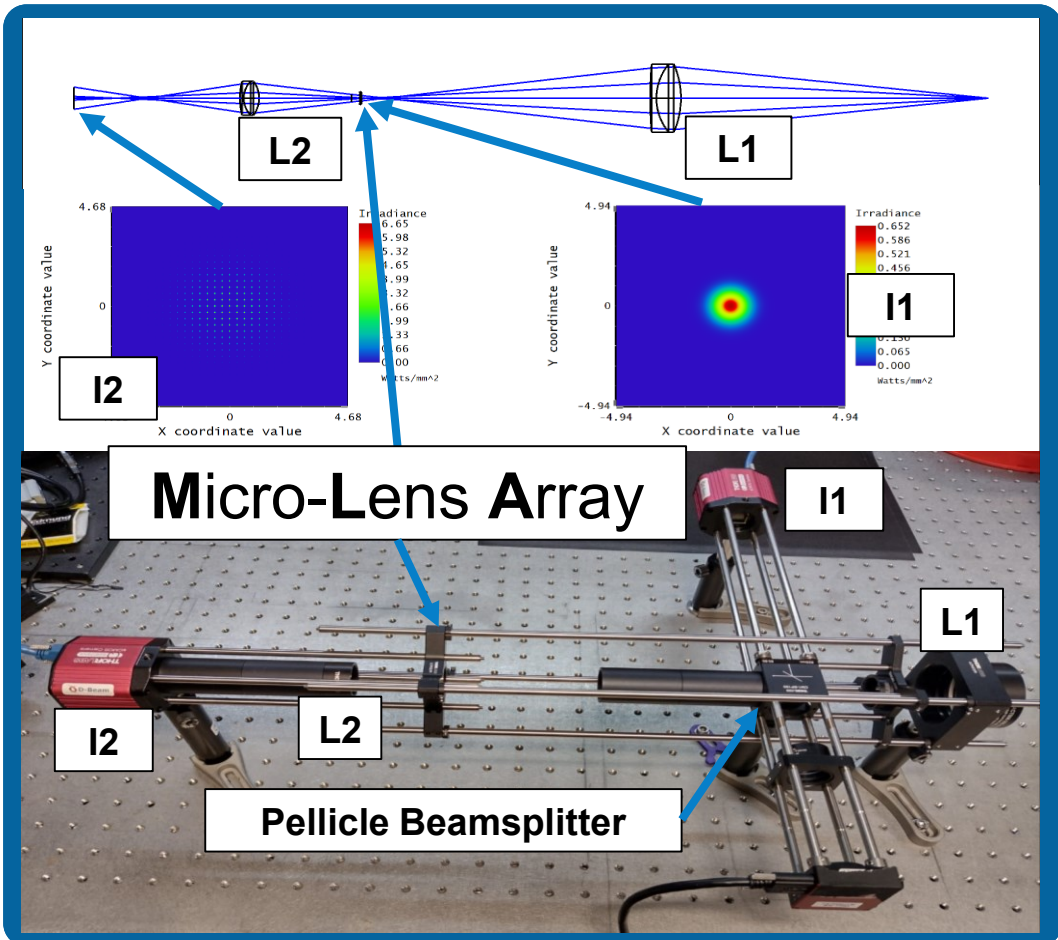 L2
L1
4.68
Irradiance
6.65
5.98
5.32
4.65
3.99
3.32
2.66
1.99
1.33
0.66
0.00
Watts/mm^2
Y coordinate value
0
I2
0
4.68
X coordinate value
4.94
Irradiance
0.652
0.586
0.521
0.456
I1
0.130
0.065
0.000
Watts/mm^2
Y coordinate value
0
-4.94
-4.94
0
4.94
X coordinate value
Micro-Lens Array
I1
L1
THORLABS
D-Beam
I2
L2
Pellicle Beamsplitter